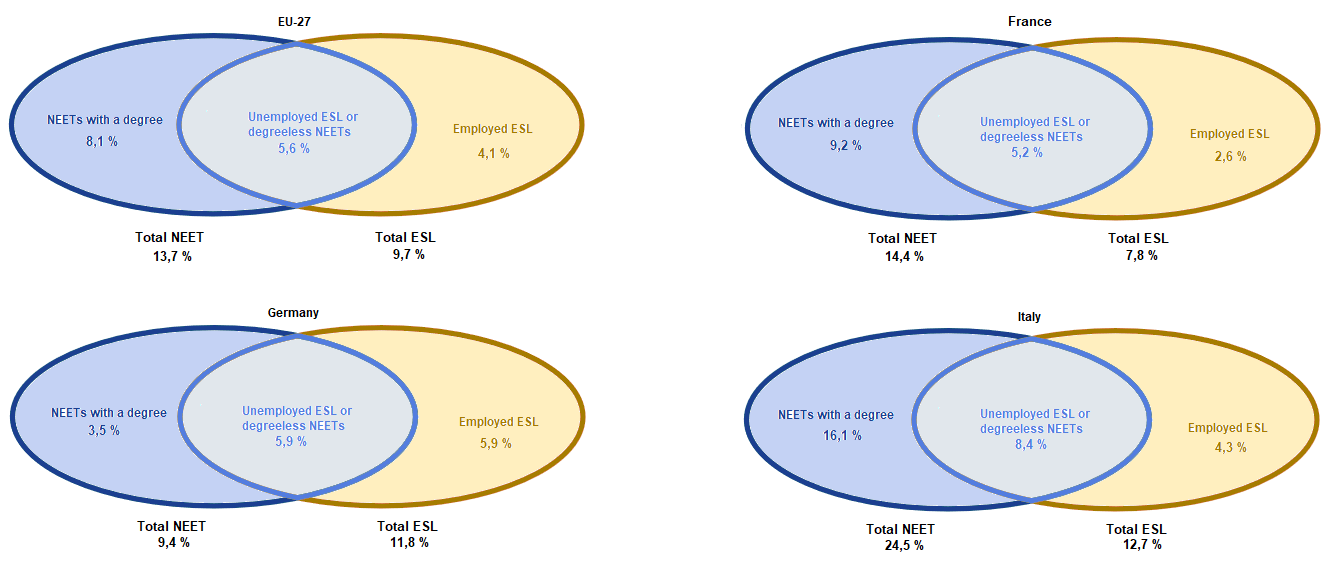 EU-27
NEETs with a degree
8,1 %
Unemployed ESL or
degreeless NEETs
5,6 %
Employed ESL
4,1 %
Total NEET
13,7 %
Total ESL
9,7 %
France
NEETs with a degree
9,2 %
Unemployed ESL or
degreeless NEETs
5,2 %
Employed ESL
2,6 %
Total NEET
14,4 %
Total ESL
7,8 %
Germany
NEETs with a degree
3,5 %
Unemployed ESL or
degreeless NEETs
5,9 %
Employed ESL
5,9 %
Total NEET
9,4 %
Total ESL
11,8 %
Italy
NEETs with a degree
16,1 %
Unemployed ESL or
degreeless NEETs
8,4 %
Employed ESL
4,3 %
Total NEET
24,5 %
Total ESL
12,7 %